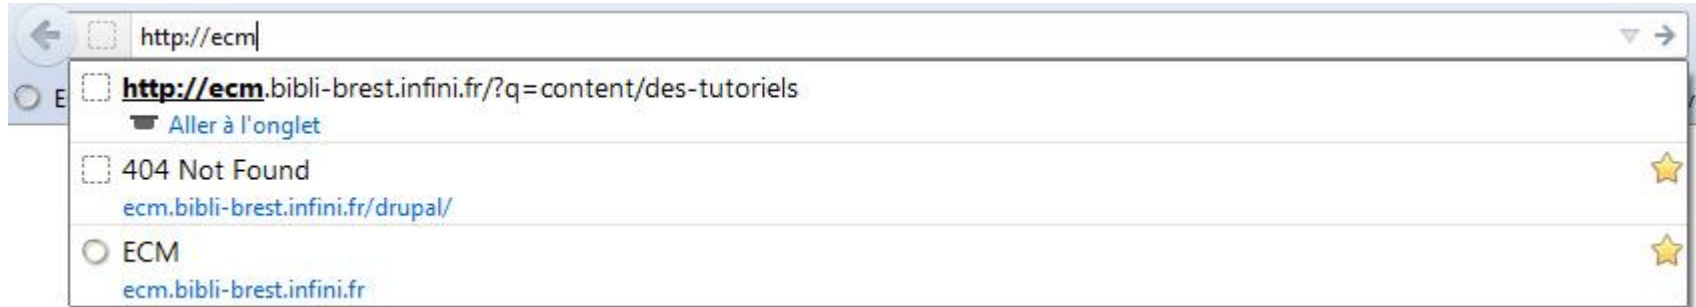 http://ecm
E
http://ecm.bibli-brest.infini.fr/?q=content/des-tutoriels
Aller à l'onglet
404 Not Found
ecm.bibli-brest.infini.fr/drupal/
ECM
ecm.bibli-brest.infini.fr